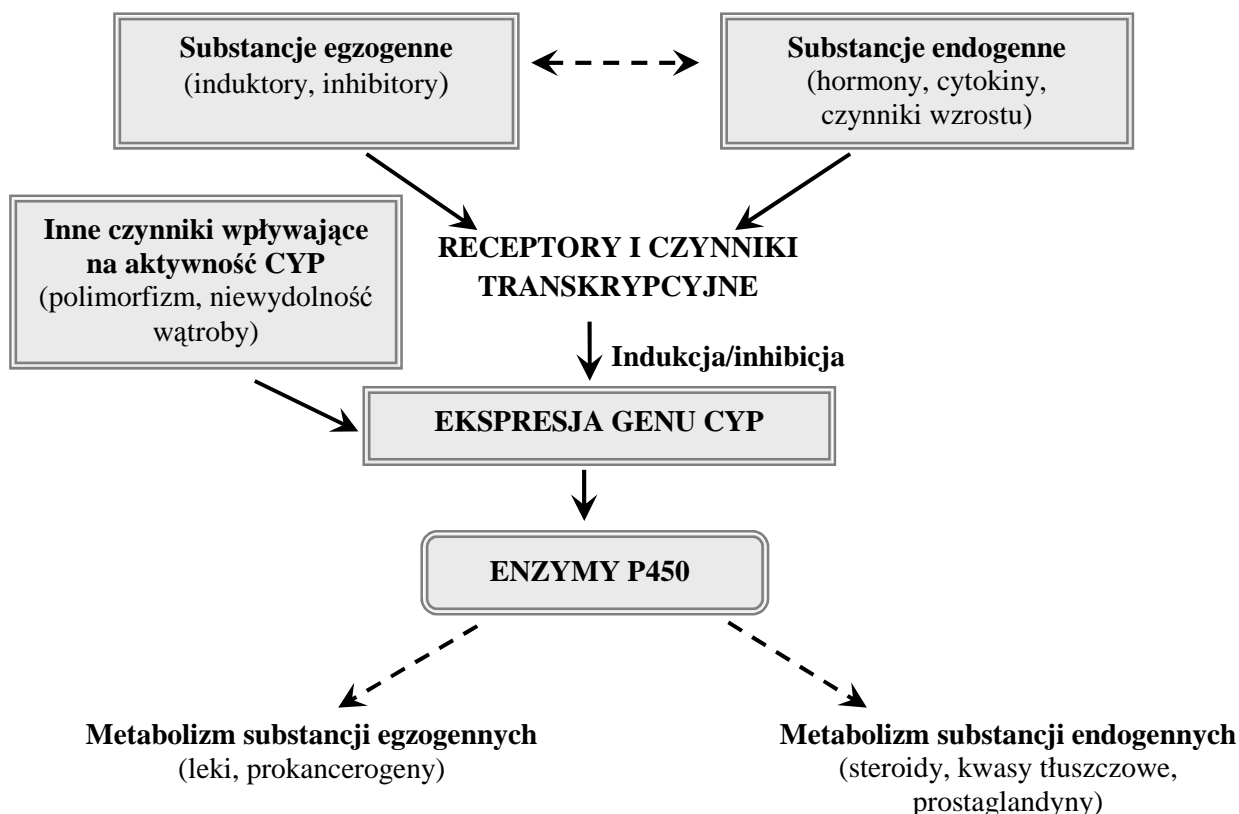 Substancje egzogenne
(induktory, inhibitory)
Substancje endogenne
(hormony, cytokiny,
czynniki wzrostu)
Inne czynniki wpływające
na aktywność CYP
(polimorfizm, niewydolność
wątroby)
RECEPTORY I CZYNNIKI
TRANSKRYPCYJNE
Indukcja/inhibicja
EKSPRESJA GENU CYP
ENZYMY P450
Metabolizm substancji egzogennych
(leki, prokancerogeny)
Metabolizm substancji endogennych
(steroidy, kwasy tłuszczowe,
prostaglandyny)